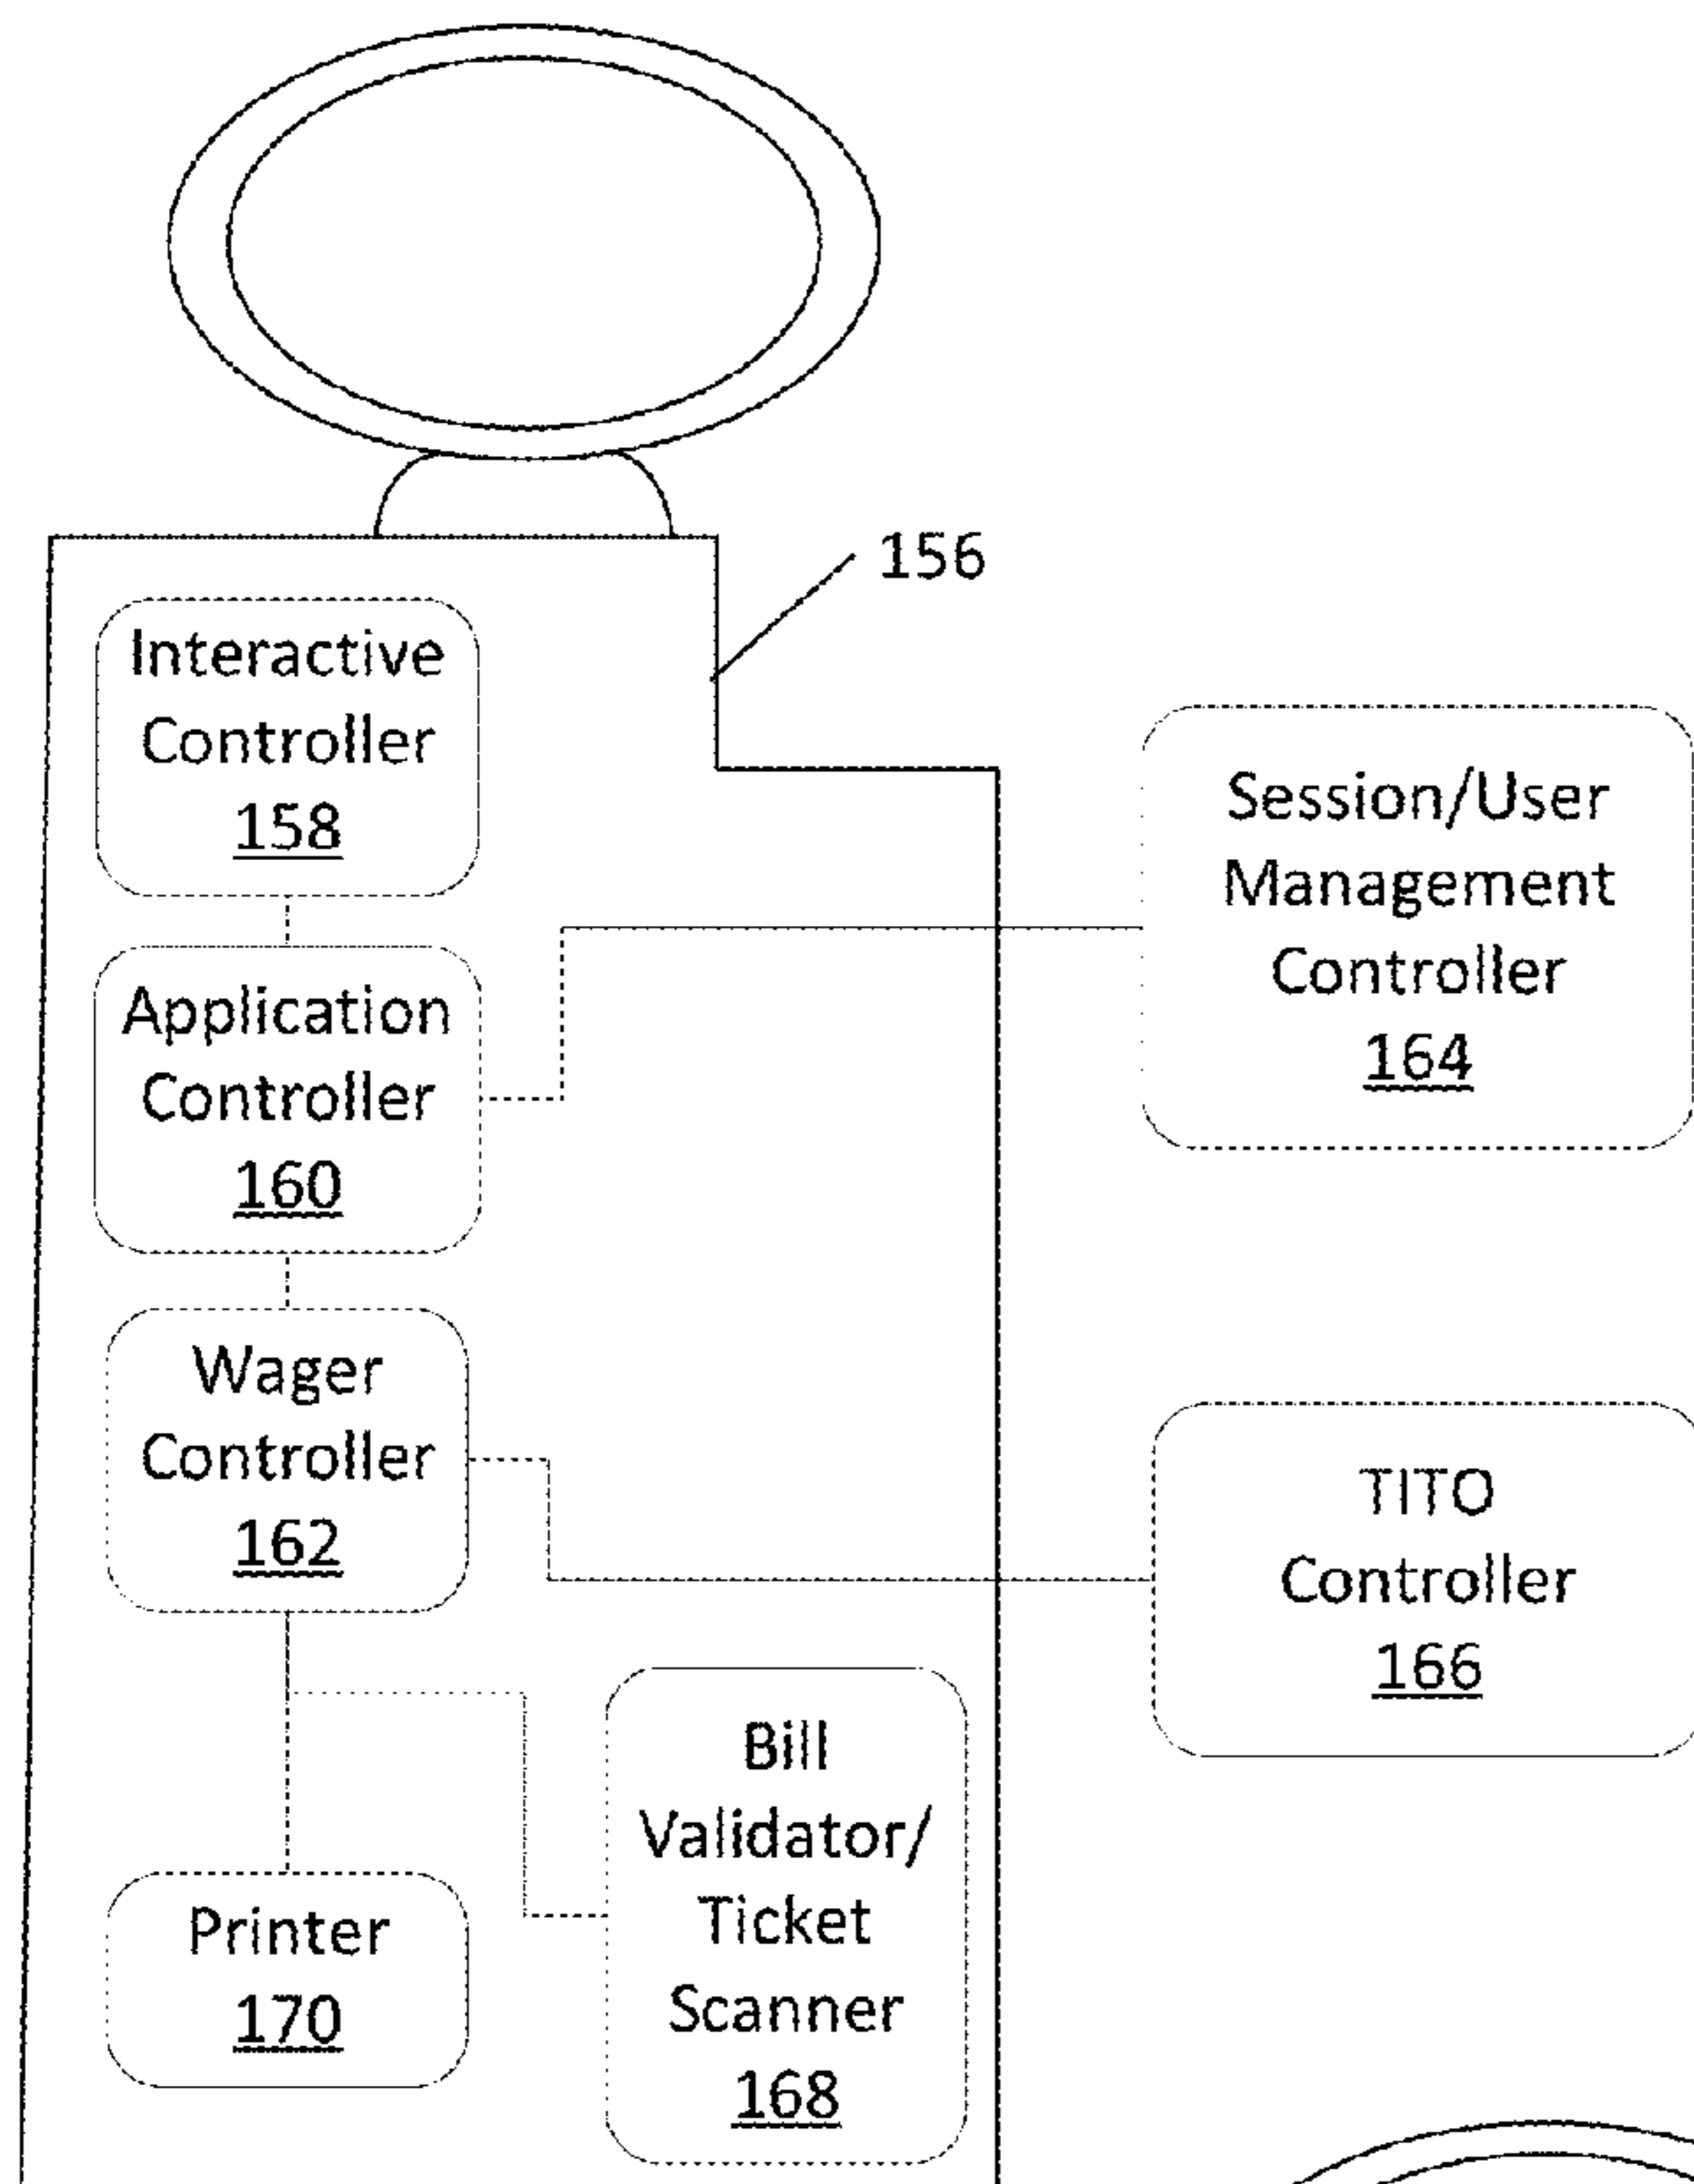 156
Interactive
Controller
158
Session/User
Management
Controller
164
Application
Controller
160
Wager
Controller
162
TITO
Controller
166
Bill
Validator/
Ticket
Scanner
168
Printer
170